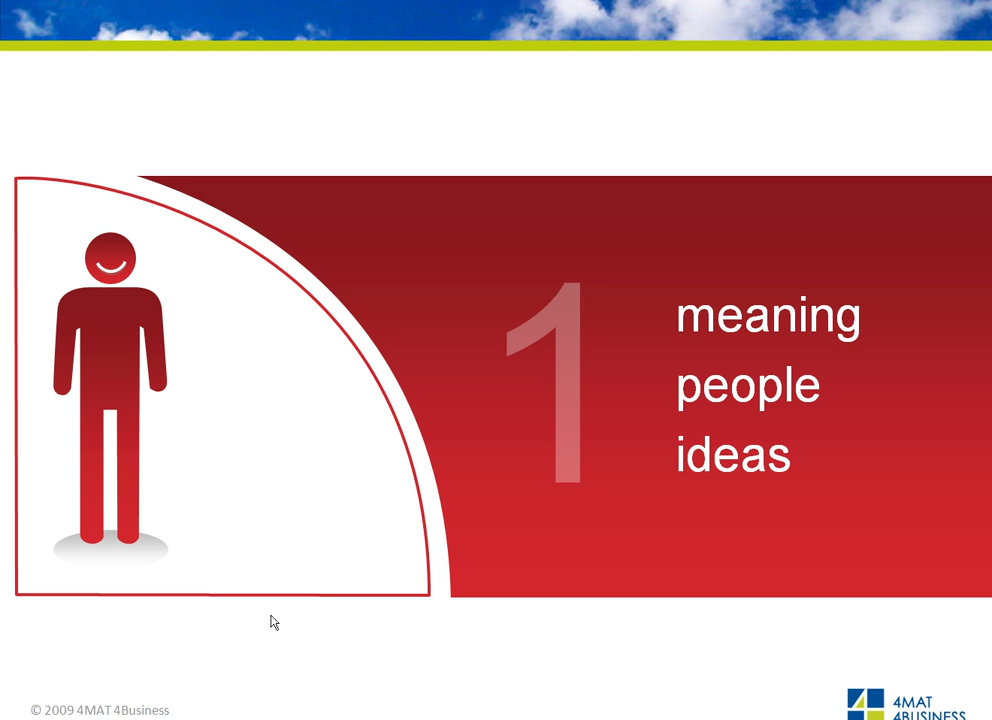 1
meaning
people
ideas
© 2009 4MAT 4Business
4MAT
4BUSINESS